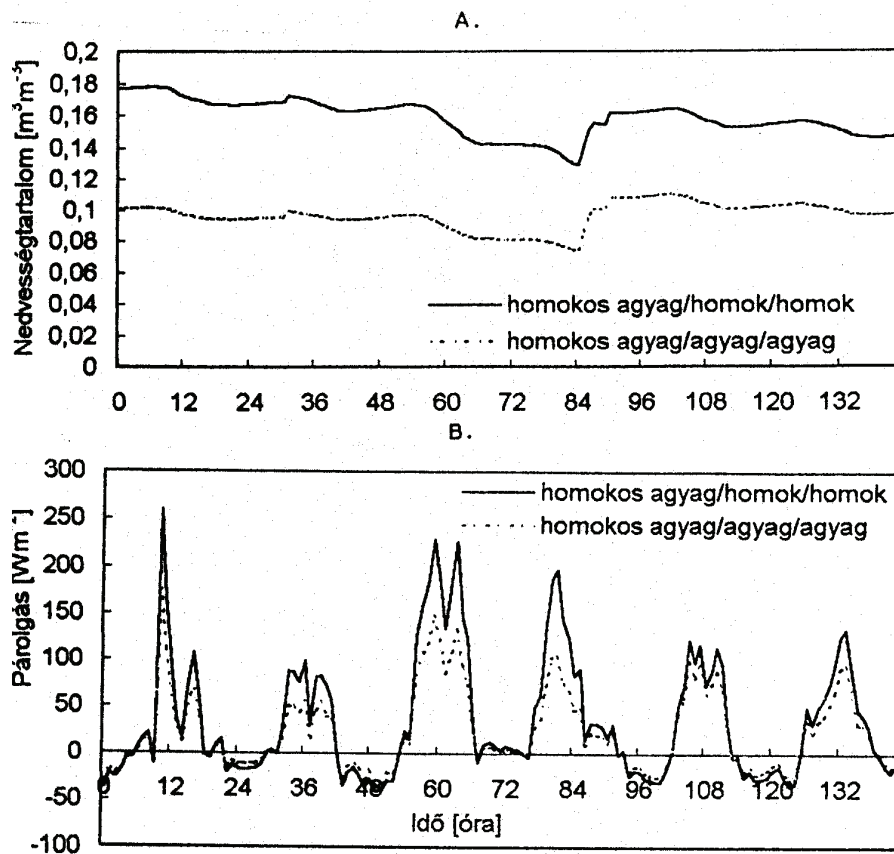 A.
Nedvességtartalom [m³m⁻³]
0,2
0,18
0,16
0,14
0,12
0,1
0,08
0,06
0,04
0,02
0
homokos agyag/homok/homok
homokos agyag/agyag/agyag
0 12 24 36 48 60 72 84 96 108 120 132
B.
Párolgás [Wm⁻²]
300
250
200
150
100
50
0
-50
-100
homokos agyag/homok/homok
homokos agyag/agyag/agyag
0 12 24 36 48 60 72 84 96 108 120 132
Idő [óra]